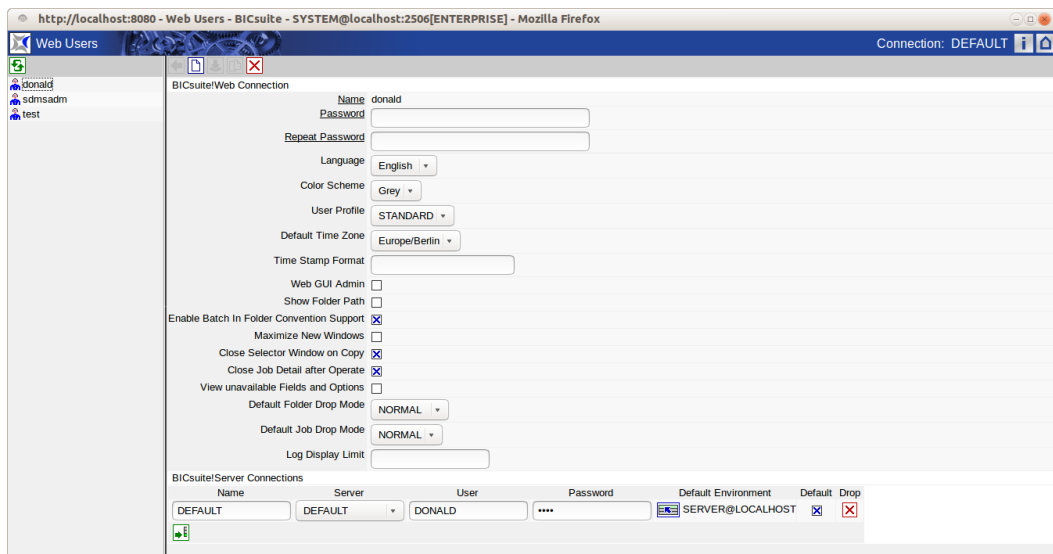 http://localhost:8080 - Web Users - BICsuite - SYSTEM@localhost:2506[ENTERPRISE] - Mozilla Firefox
Web Users
Connection: DEFAULT
donald
sdmsadm
test
BICsuite!Web Connection
Name donald
Password
Repeat Password
Language English
Color Scheme Grey
User Profile STANDARD
Default Time Zone Europe/Berlin
Time Stamp Format
Web GUI Admin
Show Folder Path
Enable Batch In Folder Convention Support
Maximize New Windows
Close Selector Window on Copy
Close Job Detail after Operate
View unavailable Fields and Options
Default Folder Drop Mode NORMAL
Default Job Drop Mode NORMAL
Log Display Limit
BICsuite!Server Connections
Name Server User Password Default Environment Default Drop
DEFAULT DEFAULT DONALD •••• SERVER@LOCALHOST